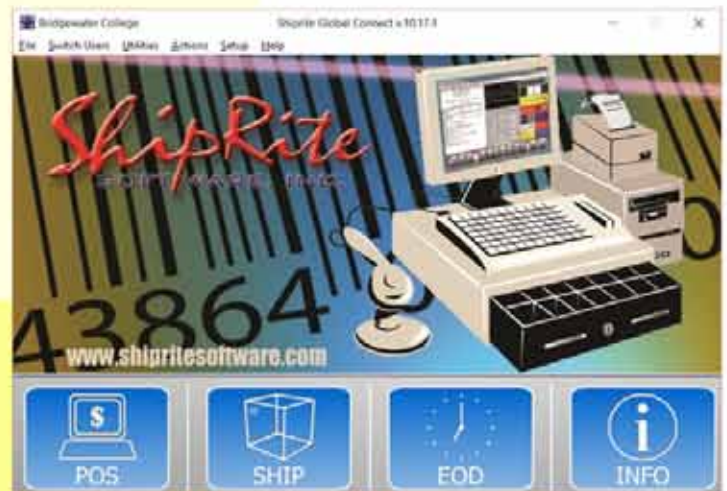 Bridgewater College Shiprite Global Connect v.10.17.1
File Switch Users Utilities Actions Setup Help
ShipRite
SOFTWARE, INC.
43864
0
www.shipritesoftware.com
$
POS SHIP EOD INFO